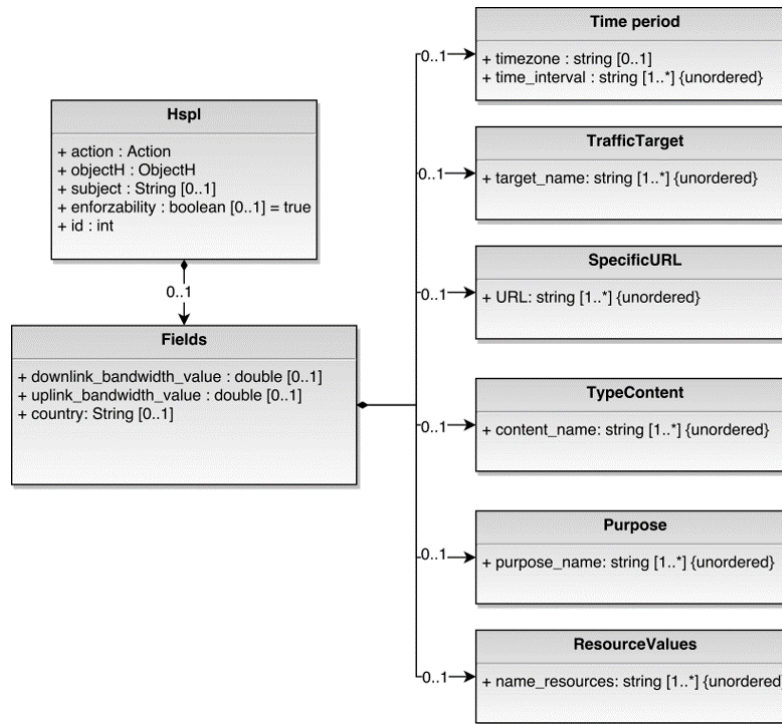 Hspl
+ action : Action
+ objectH : ObjectH
+ subject : String [0..1]
+ enforzability : boolean [0..1] = true
+ id : int
0..1
Fields
+ downlink_bandwidth_value : double [0..1]
+ uplink_bandwidth_value : double [0..1]
+ country: String [0..1]
0..1
Time period
+ timezone : string [0..1]
+ time_interval : string [1..*] {unordered}
0..1
TrafficTarget
+ target_name: string [1..*] {unordered}
0..1
SpecificURL
+ URL: string [1..*] {unordered}
0..1
TypeContent
+ content_name: string [1..*] {unordered}
0..1
Purpose
+ purpose_name: string [1..*] {unordered}
0..1
ResourceValues
+ name_resources: string [1..*] {unordered}